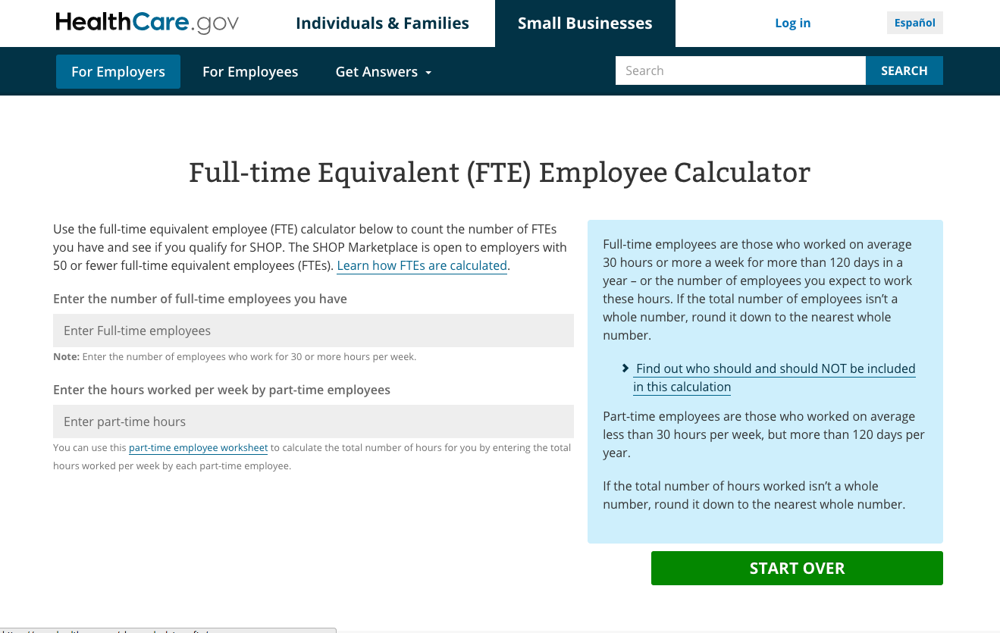 HealthCare.gov
Individuals & Families
Small Businesses
Log in
Español
For Employers
For Employees
Get Answers
Search
SEARCH
Full-time Equivalent (FTE) Employee Calculator
Use the full-time equivalent employee (FTE) calculator below to count the number of FTEs
you have and see if you qualify for SHOP. The SHOP Marketplace is open to employers with
50 or fewer full-time equivalent employees (FTEs). Learn how FTEs are calculated.
Enter the number of full-time employees you have
Enter Full-time employees
Note: Enter the number of employees who work for 30 or more hours per week.
Enter the hours worked per week by part-time employees
Enter part-time hours
You can use this part-time employee worksheet to calculate the total number of hours for you by entering the total
hours worked per week by each part-time employee.
Full-time employees are those who worked on average
30 hours or more a week for more than 120 days in a
year – or the number of employees you expect to work
these hours. If the total number of employees isn’t a
whole number, round it down to the nearest whole
number.
Find out who should and should NOT be included
in this calculation
Part-time employees are those who worked on average
less than 30 hours per week, but more than 120 days per
year.
If the total number of hours worked isn’t a whole
number, round it down to the nearest whole number.
START OVER